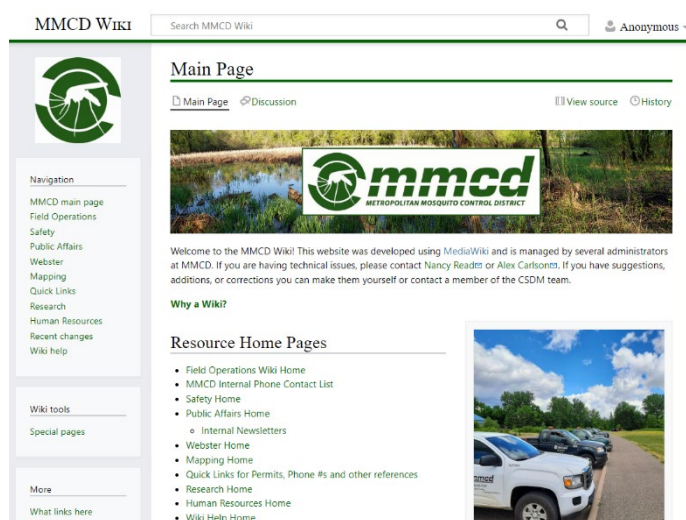 MMCD Wiki
Search MMCD Wiki
Anonymous
Main Page
Main Page Discussion View source History
mmcd
METROPOLITAN MOSQUITO CONTROL DISTRICT
Navigation
MMCD main page
Field Operations
Safety
Public Affairs
Webster
Mapping
Quick Links
Research
Human Resources
Recent changes
Wiki help
Wiki tools
Special pages
More
What links here
Welcome to the MMCD Wiki! This website was developed using MediaWiki and is managed by several administrators
at MMCD. If you are having technical issues, please contact Nancy Read or Alex Carlson. If you have suggestions,
additions, or corrections you can make them yourself or contact a member of the CSDM team.
Why a Wiki?
Resource Home Pages
Field Operations Wiki Home
MMCD Internal Phone Contact List
Safety Home
Public Affairs Home
Internal Newsletters
Webster Home
Mapping Home
Quick Links for Permits, Phone #s and other references
Research Home
Human Resources Home
Wiki Help Home
mmcd